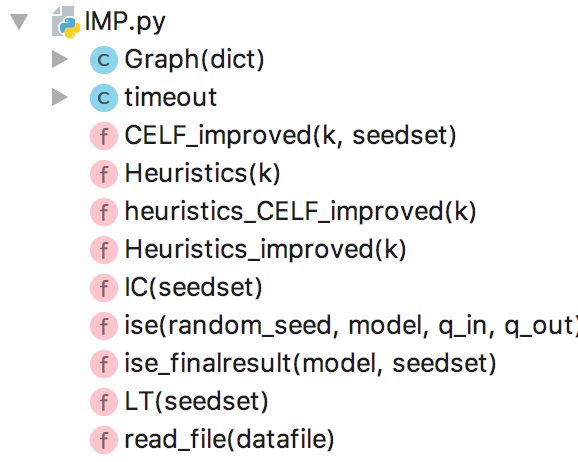 IMP.py
C Graph(dict)
C timeout
f CELF_improved(k, seedset)
f Heuristics(k)
f heuristics_CELF_improved(k)
f Heuristics_improved(k)
f IC(seedset)
f ise(random_seed, model, q_in, q_out)
f ise_finalresult(model, seedset)
f LT(seedset)
f read_file(datafile)